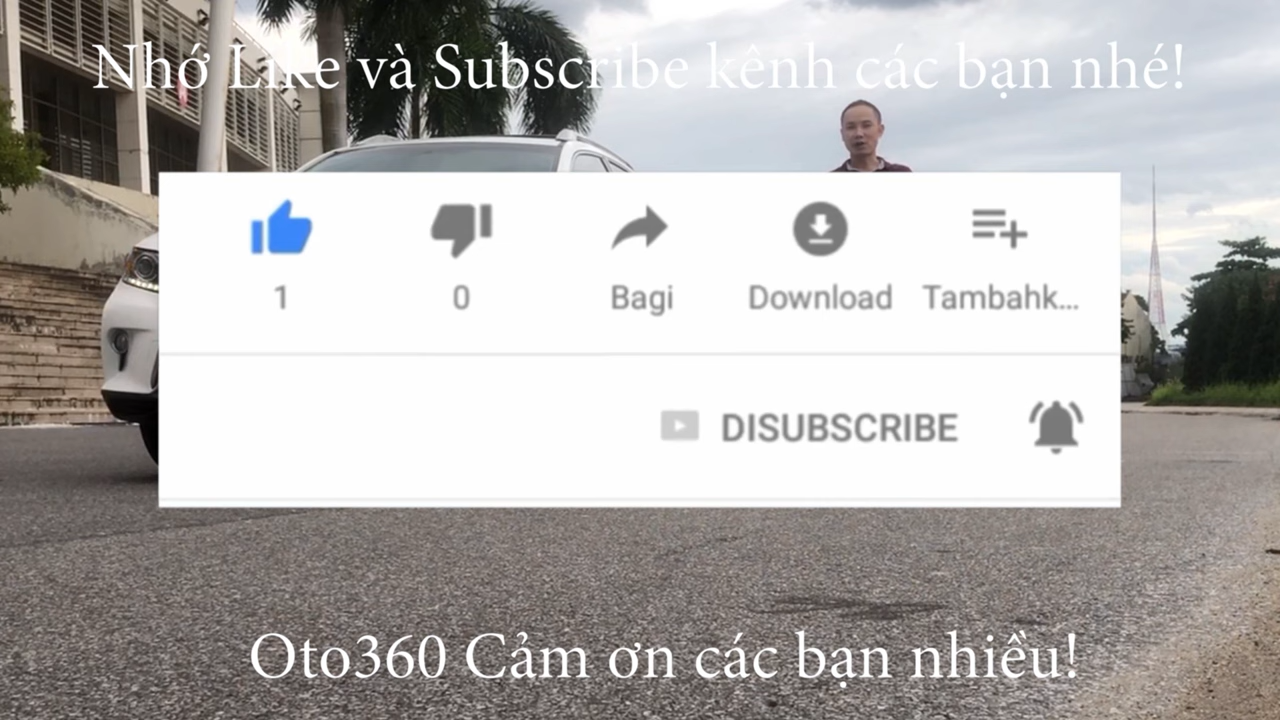 Nhớ Like và Subscribe kênh các bạn nhé!
1 0 Bagi Download Tambahk...
DISUBSCRIBE
Oto360 Cảm ơn các bạn nhiều!